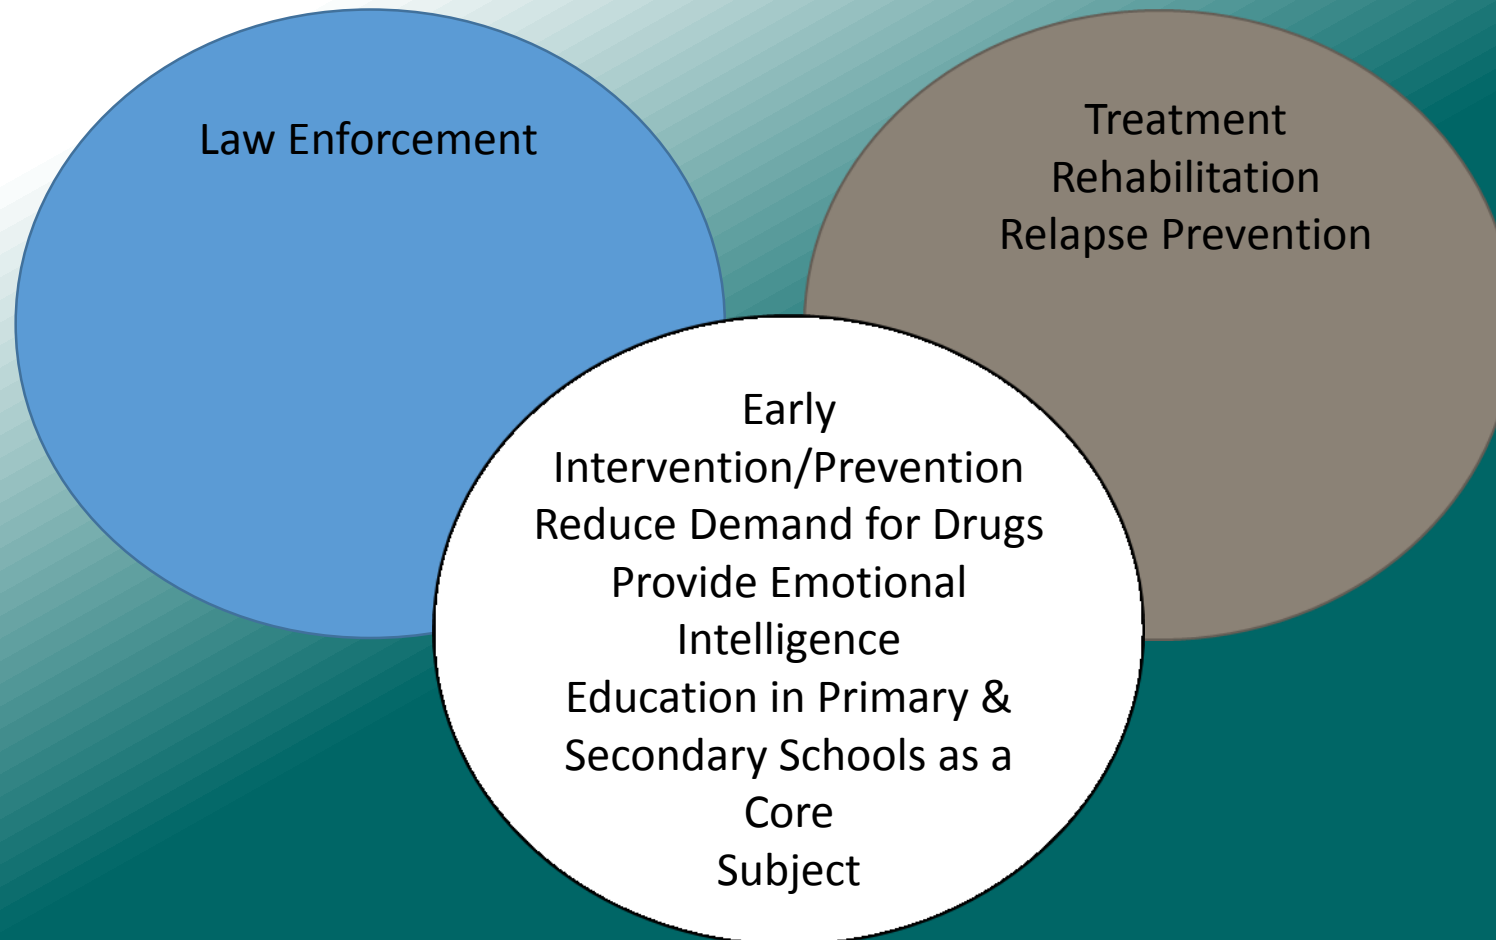 Law Enforcement
Treatment
Rehabilitation
Relapse Prevention
Early
Intervention/Prevention
Reduce Demand for Drugs
Provide Emotional
Intelligence
Education in Primary &
Secondary Schools as a
Core
Subject